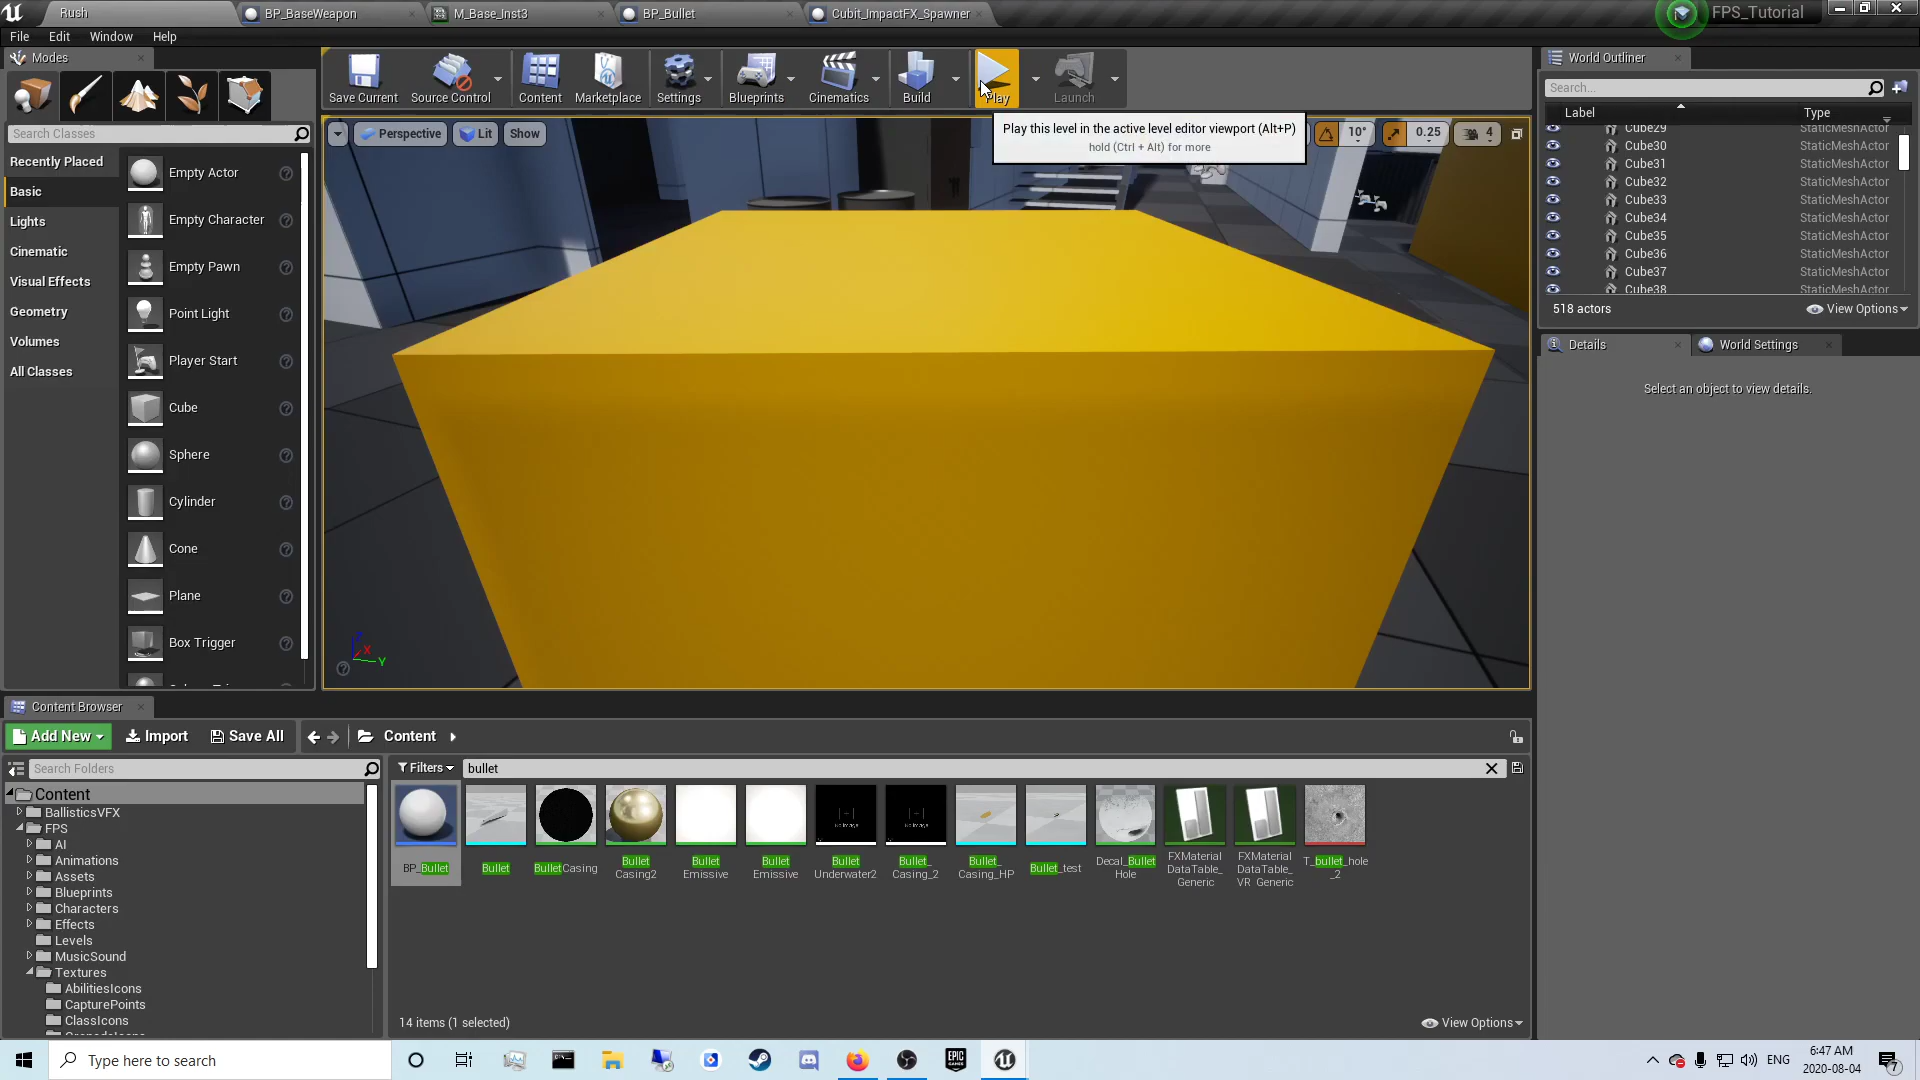 Rush
BP_BaseWeapon
M_Base_Inst3
BP_Bullet
Cubit_ImpactFX_Spawner
FPS_Tutorial
File
Edit
Window
Help
Modes
Search Classes
Recently Placed
Basic
Lights
Cinematic
Visual Effects
Geometry
Volumes
All Classes
Empty Actor
Empty Character
Empty Pawn
Point Light
Player Start
Cube
Sphere
Cylinder
Cone
Plane
Box Trigger
Save Current
Source Control
Content
Marketplace
Settings
Blueprints
Cinematics
Build
Play
Launch
Perspective
Lit
Show
Play this level in the active level editor viewport (Alt+P)
hold (Ctrl + Alt) for more
10°
0.25
4
Z
X
Y
World Outliner
Search...
Label
Type
Cube29 StaticMeshActor
Cube30 StaticMeshActor
Cube31 StaticMeshActor
Cube32 StaticMeshActor
Cube33 StaticMeshActor
Cube34 StaticMeshActor
Cube35 StaticMeshActor
Cube36 StaticMeshActor
Cube37 StaticMeshActor
Cube38 StaticMeshActor
518 actors
View Options
Details
World Settings
Select an object to view details.
Content Browser
Add New
Import
Save All
Content
Search Folders
Content
BallisticsVFX
FPS
AI
Animations
Assets
Blueprints
Characters
Effects
Levels
MusicSound
Textures
AbilitiesIcons
CapturePoints
ClassIcons
Filters
bullet
BP_Bullet
Bullet
BulletCasing
Bullet
Casing2
Bullet
Emissive
Bullet
Emissive
Bullet
Underwater2
Bullet_
Casing_2
Bullet_
Casing_HP
Bullet_test
Decal_Bullet
Hole
FXMaterial
DataTable_
Generic
FXMaterial
DataTable_
VR_Generic
T_bullet_hole
_2
14 items (1 selected)
View Options
Type here to search
EPIC
GAMES
ENG
6:47 AM
2020-08-04
7